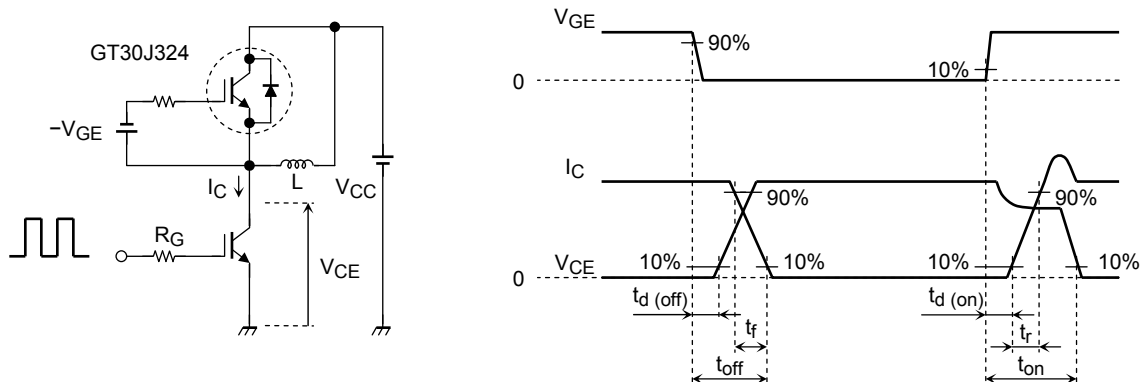 GT30J324
−VGE
IC
L
VCC
RG
VCE
VGE
90%
10%
0
IC
90%
90%
VCE
10%
10%
10%
10%
0
td (off)
td (on)
tf
tr
toff
ton